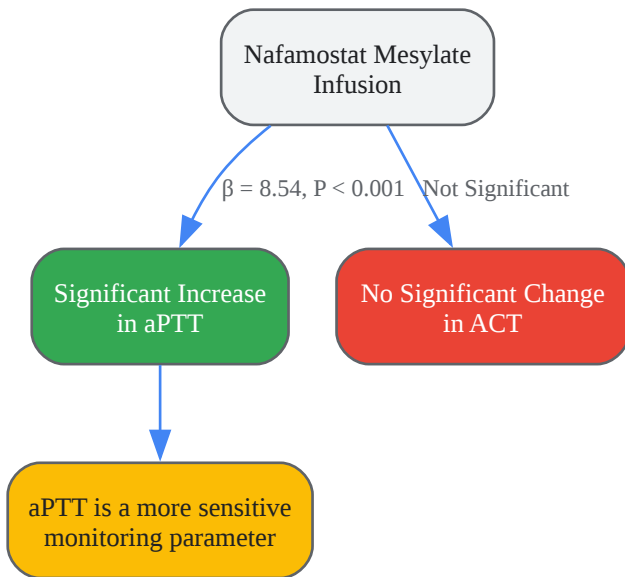 Nafamostat Mesylate
Infusion
β = 8.54, P < 0.001
Not Significant
Significant Increase
in aPTT
No Significant Change
in ACT
aPTT is a more sensitive
monitoring parameter